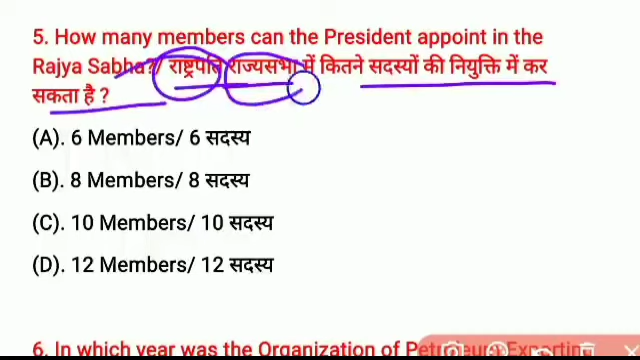 5. How many members can the President appoint in the
Rajya Sabha?/ राष्ट्रपति राज्यसभा में कितने सदस्यों की नियुक्ति में कर
सकता है ?
(A). 6 Members/ 6 सदस्य
(B). 8 Members/ 8 सदस्य
(C). 10 Members/ 10 सदस्य
(D). 12 Members/ 12 सदस्य
6. In which year was the Organization of Petroleum Exporting